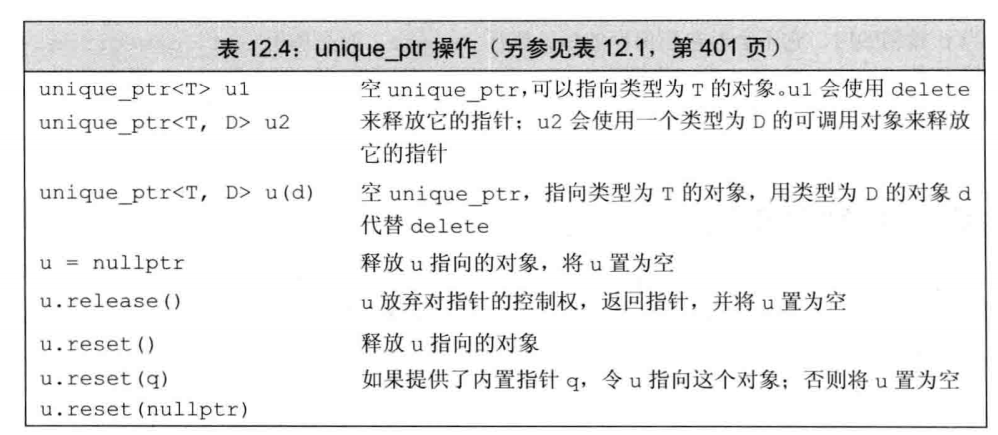 表 12.4：unique_ptr 操作（另参见表 12.1，第 401 页）
unique_ptr<T> u1 空 unique_ptr，可以指向类型为 T 的对象。u1 会使用 delete
unique_ptr<T, D> u2 来释放它的指针；u2 会使用一个类型为 D 的可调用对象来释放
它的指针
unique_ptr<T, D> u(d) 空 unique_ptr，指向类型为 T 的对象，用类型为 D 的对象 d
代替 delete
u = nullptr 释放 u 指向的对象，将 u 置为空
u.release() u 放弃对指针的控制权，返回指针，并将 u 置为空
u.reset() 释放 u 指向的对象
u.reset(q) 如果提供了内置指针 q，令 u 指向这个对象；否则将 u 置为空
u.reset(nullptr)